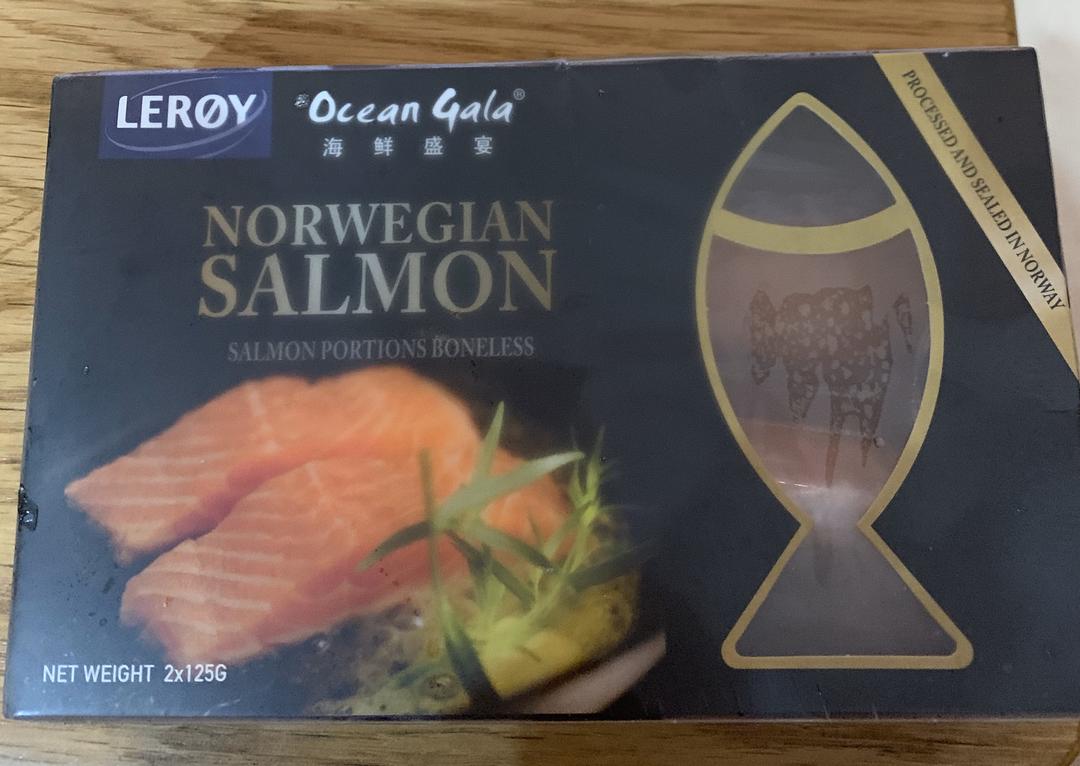 LERØY
Ocean Gala®
海鲜盛宴
NORWEGIAN
SALMON
SALMON PORTIONS BONELESS
PROCESSED AND SEALED IN NORWAY
NET WEIGHT 2x125G